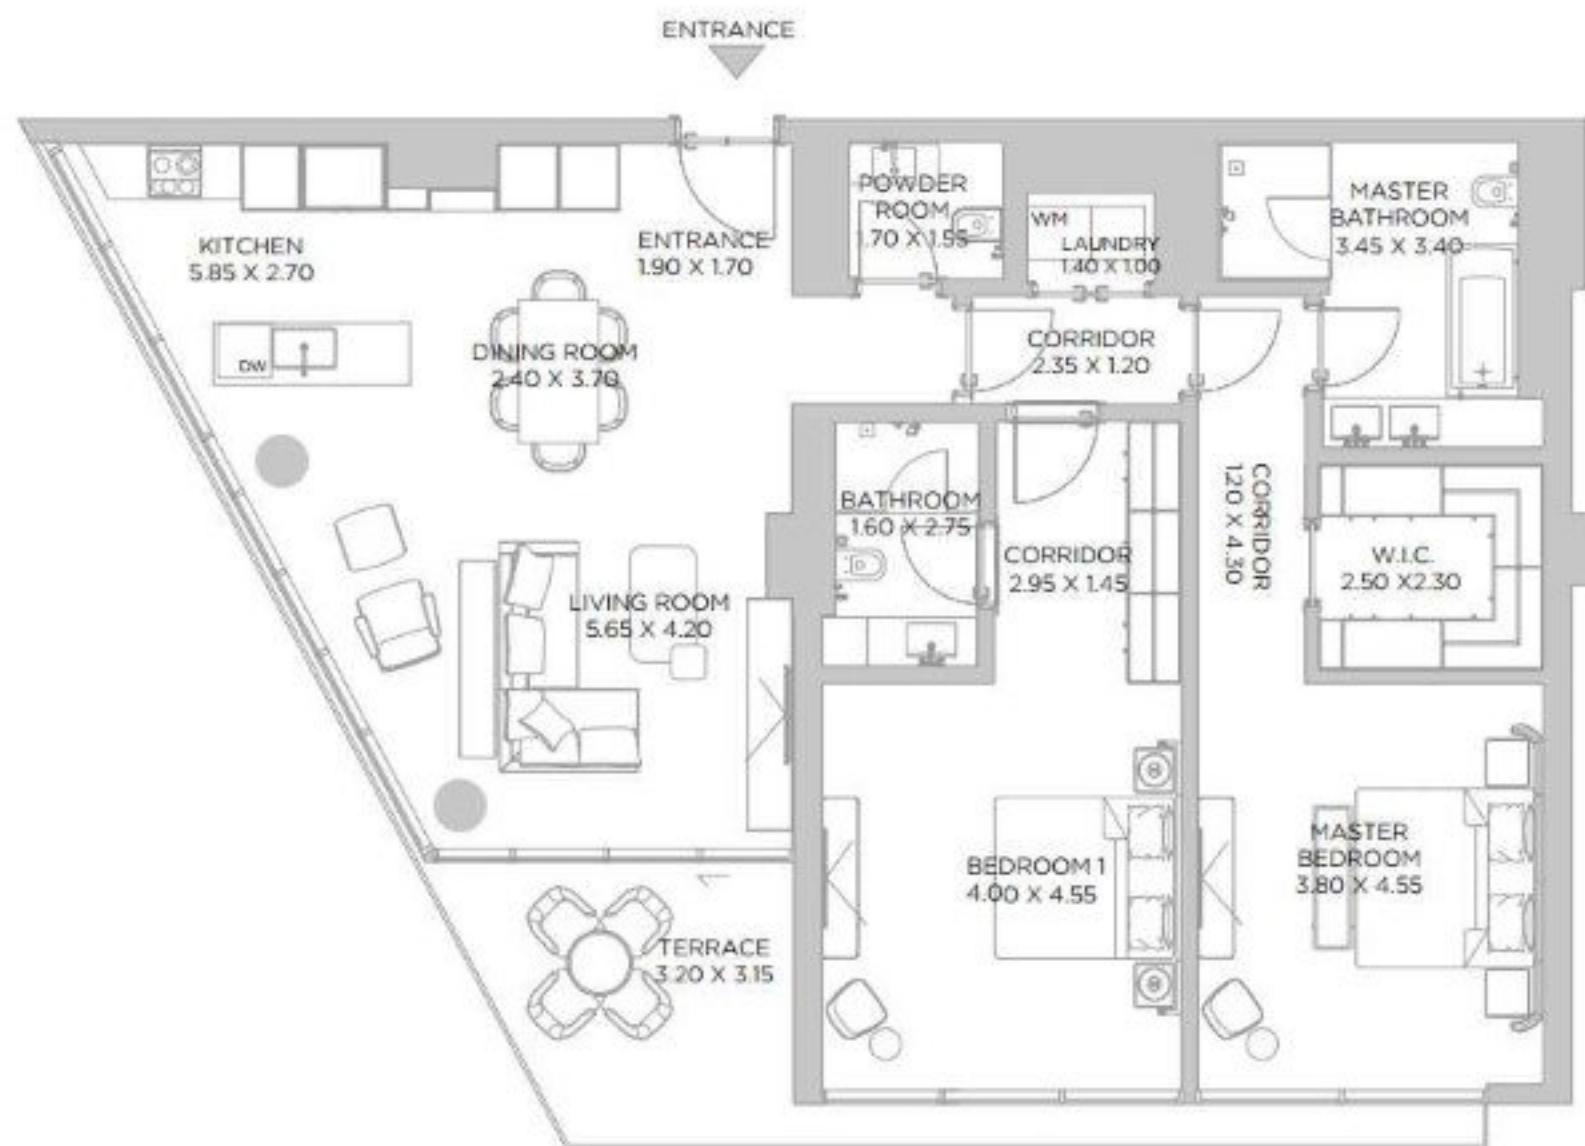 ENTRANCE
KITCHEN
5.85 X 2.70
ENTRANCE
1.90 X 1.70
POWDER
ROOM
1.70 X 1.55
WM
LAUNDRY
1.40 X 1.00
MASTER
BATHROOM
3.45 X 3.40
DW
DINING ROOM
2.40 X 3.70
CORRIDOR
2.35 X 1.20
BATHROOM
1.60 X 2.75
CORRIDOR
2.95 X 1.45
CORRIDOR
1.20 X 4.30
W.I.C.
2.50 X2.30
LIVING ROOM
5.65 X 4.20
BEDROOM 1
4.00 X 4.55
MASTER
BEDROOM
3.80 X 4.55
TERRACE
3.20 X 3.15